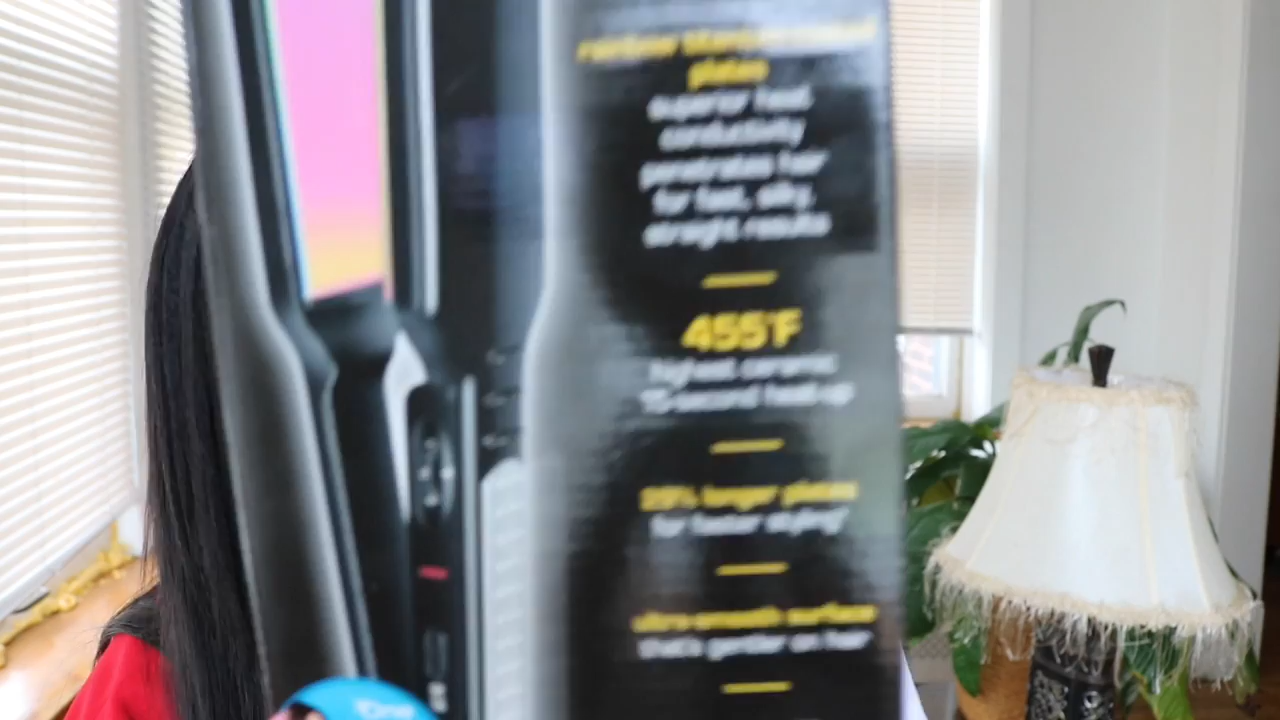 plates
superior heat
conductivity
penetrates hair
for fast, silky,
straight results
455°F
highest ceramic
15-second heat-up
longer plates
for faster styling
ultra-smooth surface
that's gentler on hair